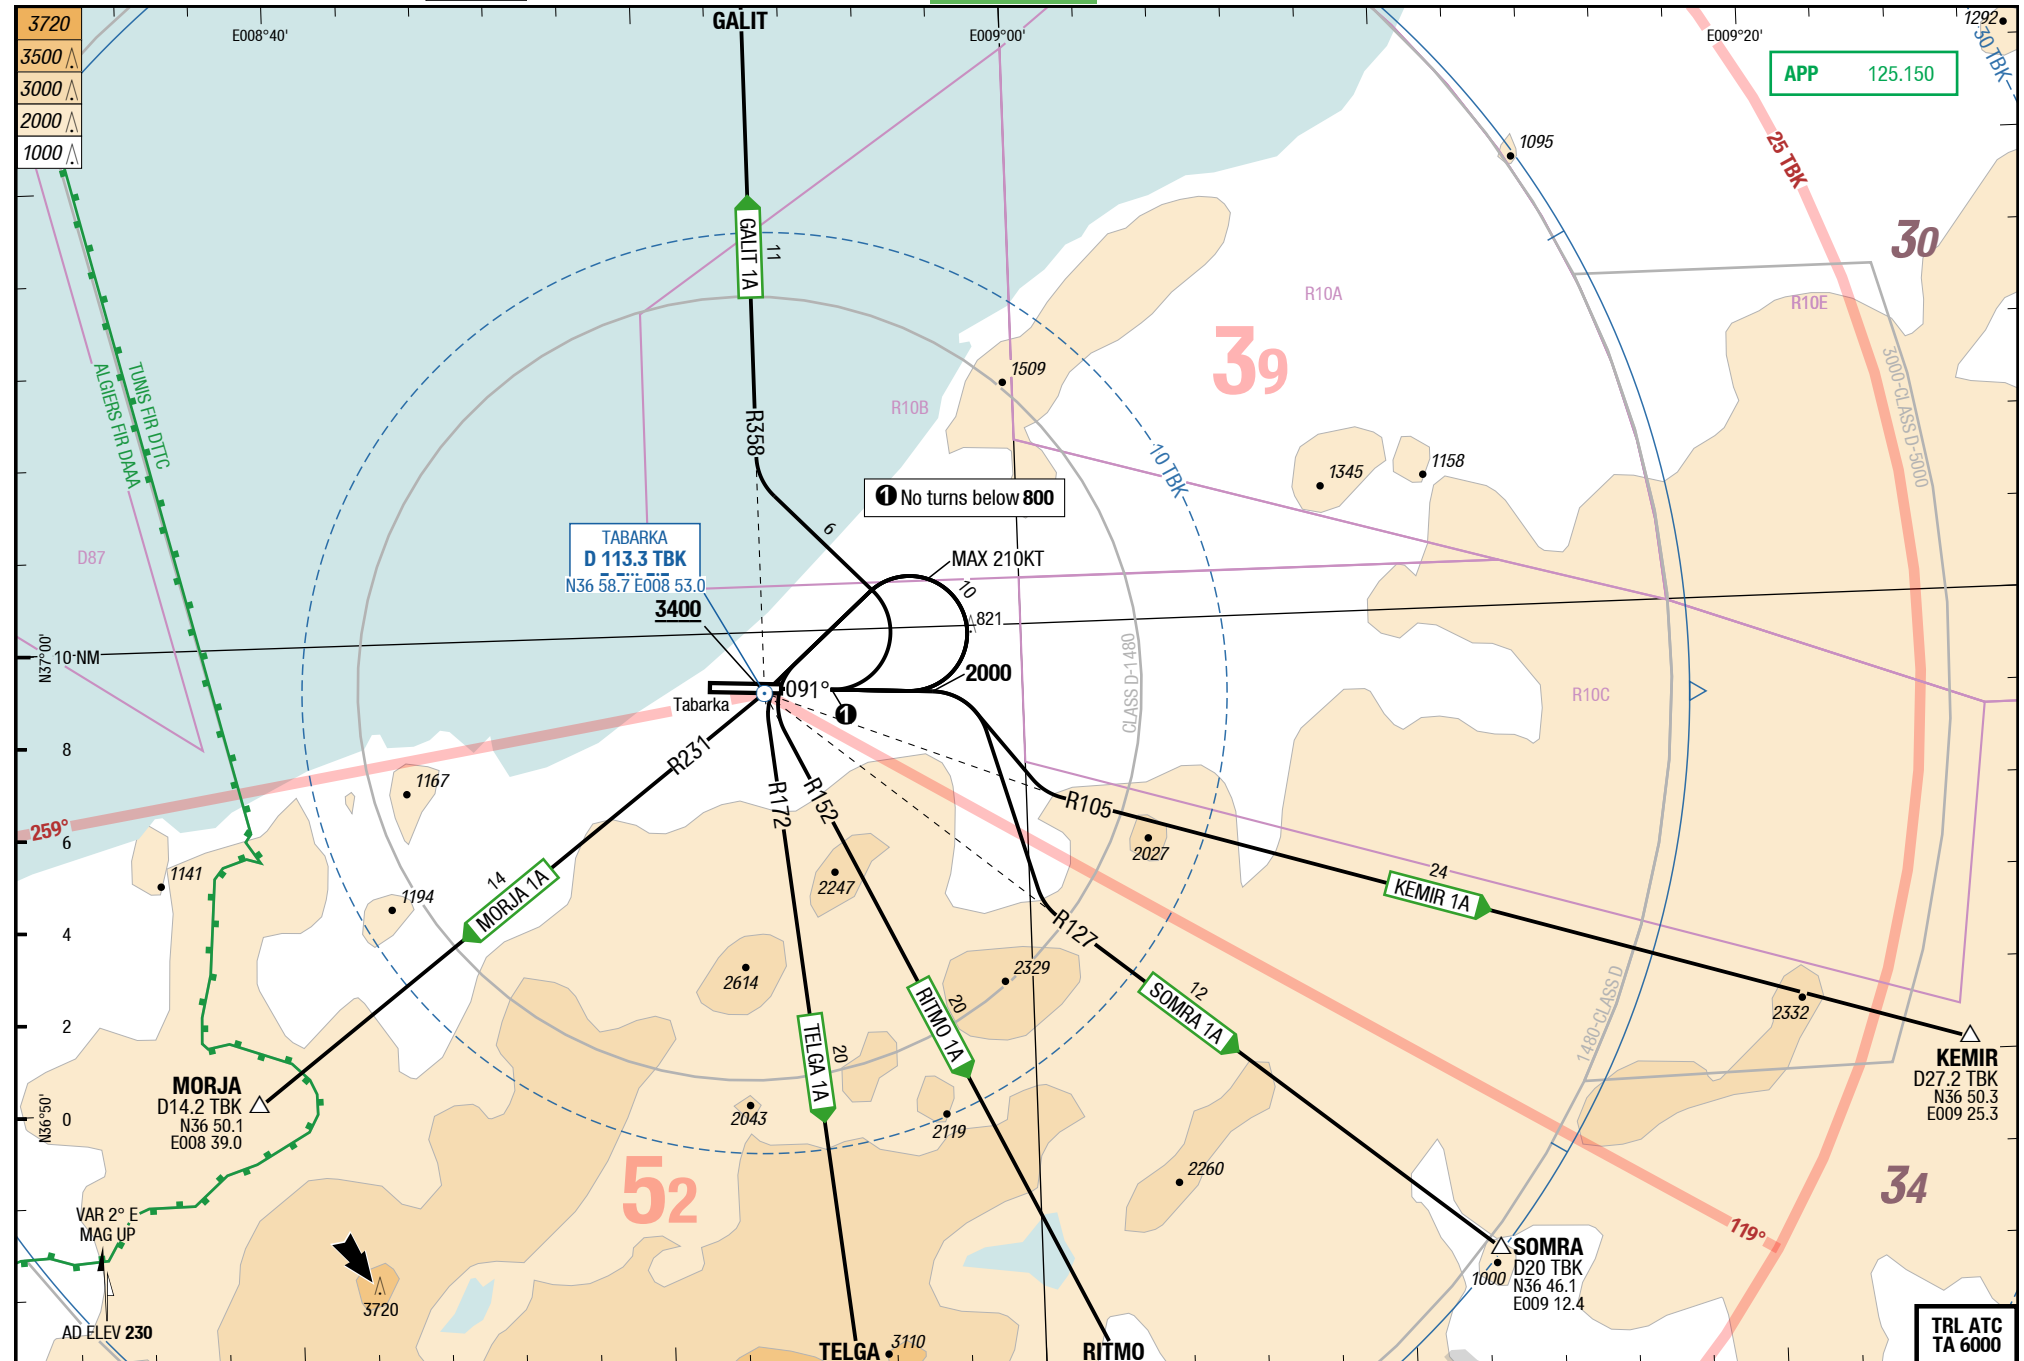 GALIT
3720
3500
3000
2000
1000
E008°40'
E009°00'
E009°20'
1292
30 TBK
APP 125.150
25 TBK
1095
30
GALIT 1A
11
R10A
R10E
39
3000-CLASS D-5000
TUNIS FIR DTTC
ALGIERS FIR DAAA
1509
R10B
R358
10 TBK
1345
1158
1 No turns below 800
6
D87
TABARKA
D 113.3 TBK
N36 58.7 E008 53.0
3400
MAX 210KT
10
821
N37°00'
10 NM
CLASS D-1480
2000
091°
1
Tabarka
R10C
R231
8
R172
R152
R105
1167
259°
6
2027
1141
1194
14
MORJA 1A
2247
24
KEMIR 1A
4
R127
2614
2329
12
SOMRA 1A
20
RITMO 1A
1480-CLASS D
2332
2
20
TELGA 1A
KEMIR
D27.2 TBK
N36 50.3
E009 25.3
MORJA
D14.2 TBK
N36 50.1
E008 39.0
N36°50'
0
2043
2119
52
2260
34
VAR 2° E
MAG UP
119°
SOMRA
D20 TBK
N36 46.1
E009 12.4
1000
3720
AD ELEV 230
TELGA
3110
RITMO
TRL ATC
TA 6000